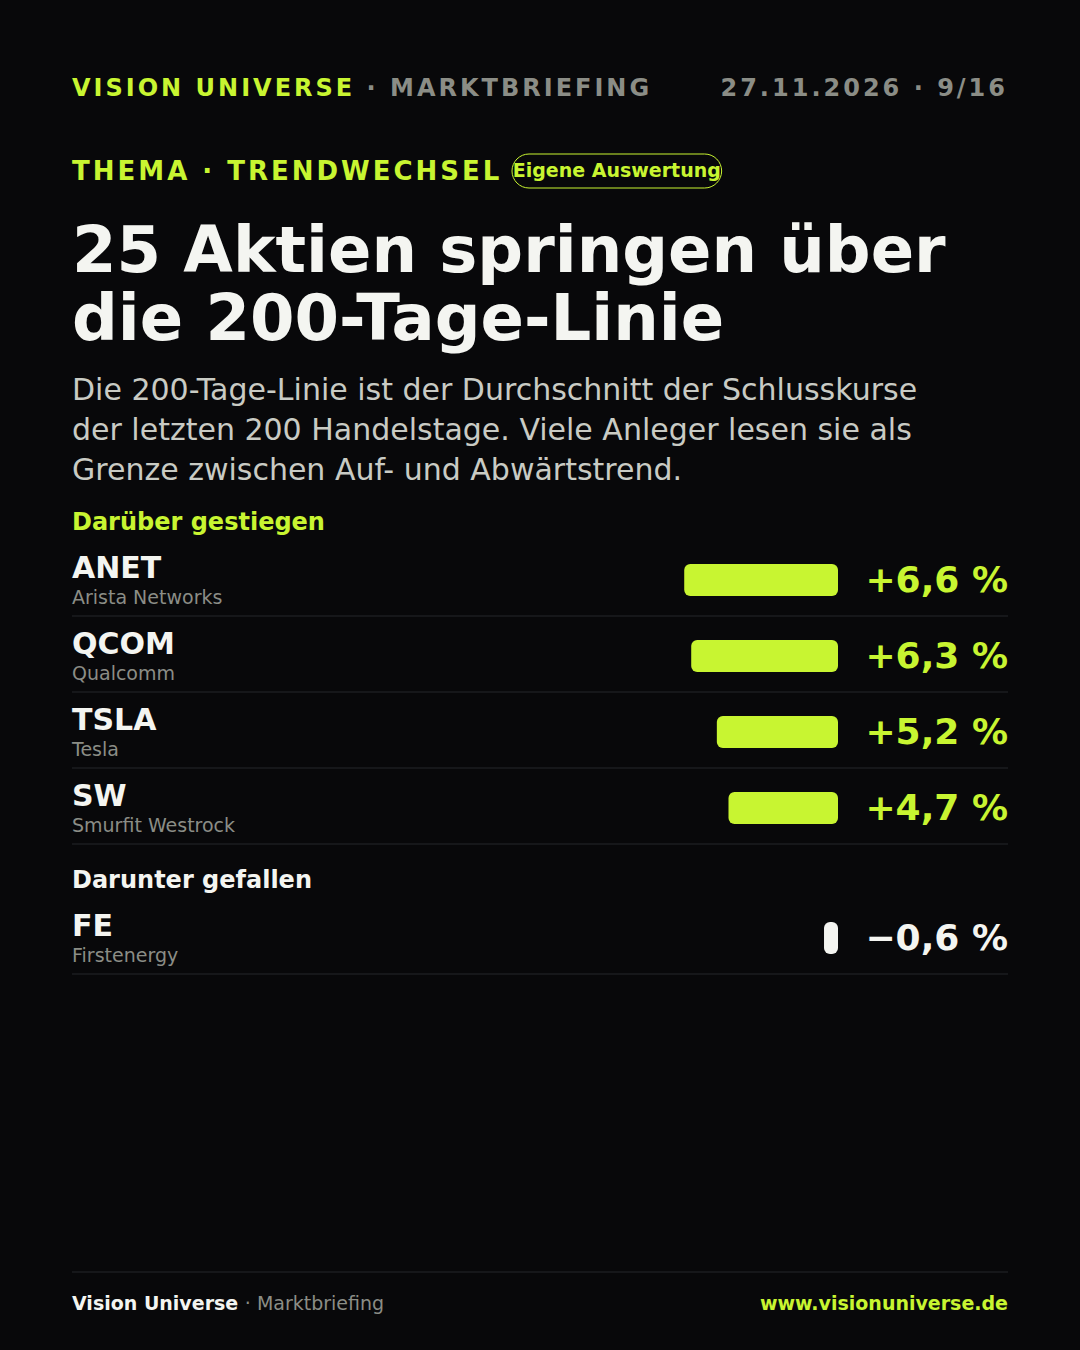 VISION UNIVERSE · MARKTBRIEFING 27.11.2026 · 9/16
THEMA · TRENDWECHSEL Eigene Auswertung
25 Aktien springen über
die 200-Tage-Linie
Die 200-Tage-Linie ist der Durchschnitt der Schlusskurse
der letzten 200 Handelstage. Viele Anleger lesen sie als
Grenze zwischen Auf- und Abwärtstrend.
Darüber gestiegen
ANET
Arista Networks
+6,6 %
QCOM
Qualcomm
+6,3 %
TSLA
Tesla
+5,2 %
SW
Smurfit Westrock
+4,7 %
Darunter gefallen
FE
Firstenergy
−0,6 %
Vision Universe · Marktbriefing www.visionuniverse.de